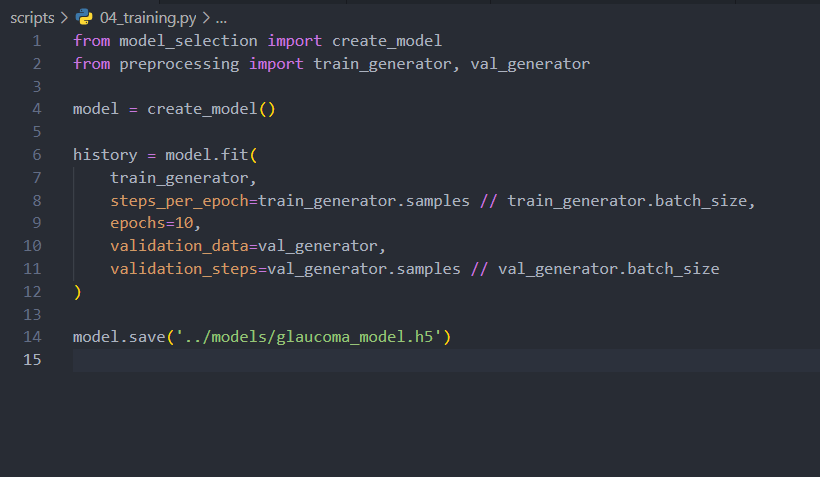 scripts > 04_training.py > ...
1 from model_selection import create_model
2 from preprocessing import train_generator, val_generator
3
4 model = create_model()
5
6 history = model.fit(
7     train_generator,
8     steps_per_epoch=train_generator.samples // train_generator.batch_size,
9     epochs=10,
10     validation_data=val_generator,
11     validation_steps=val_generator.samples // val_generator.batch_size
12 )
13
14 model.save('../models/glaucoma_model.h5')
15